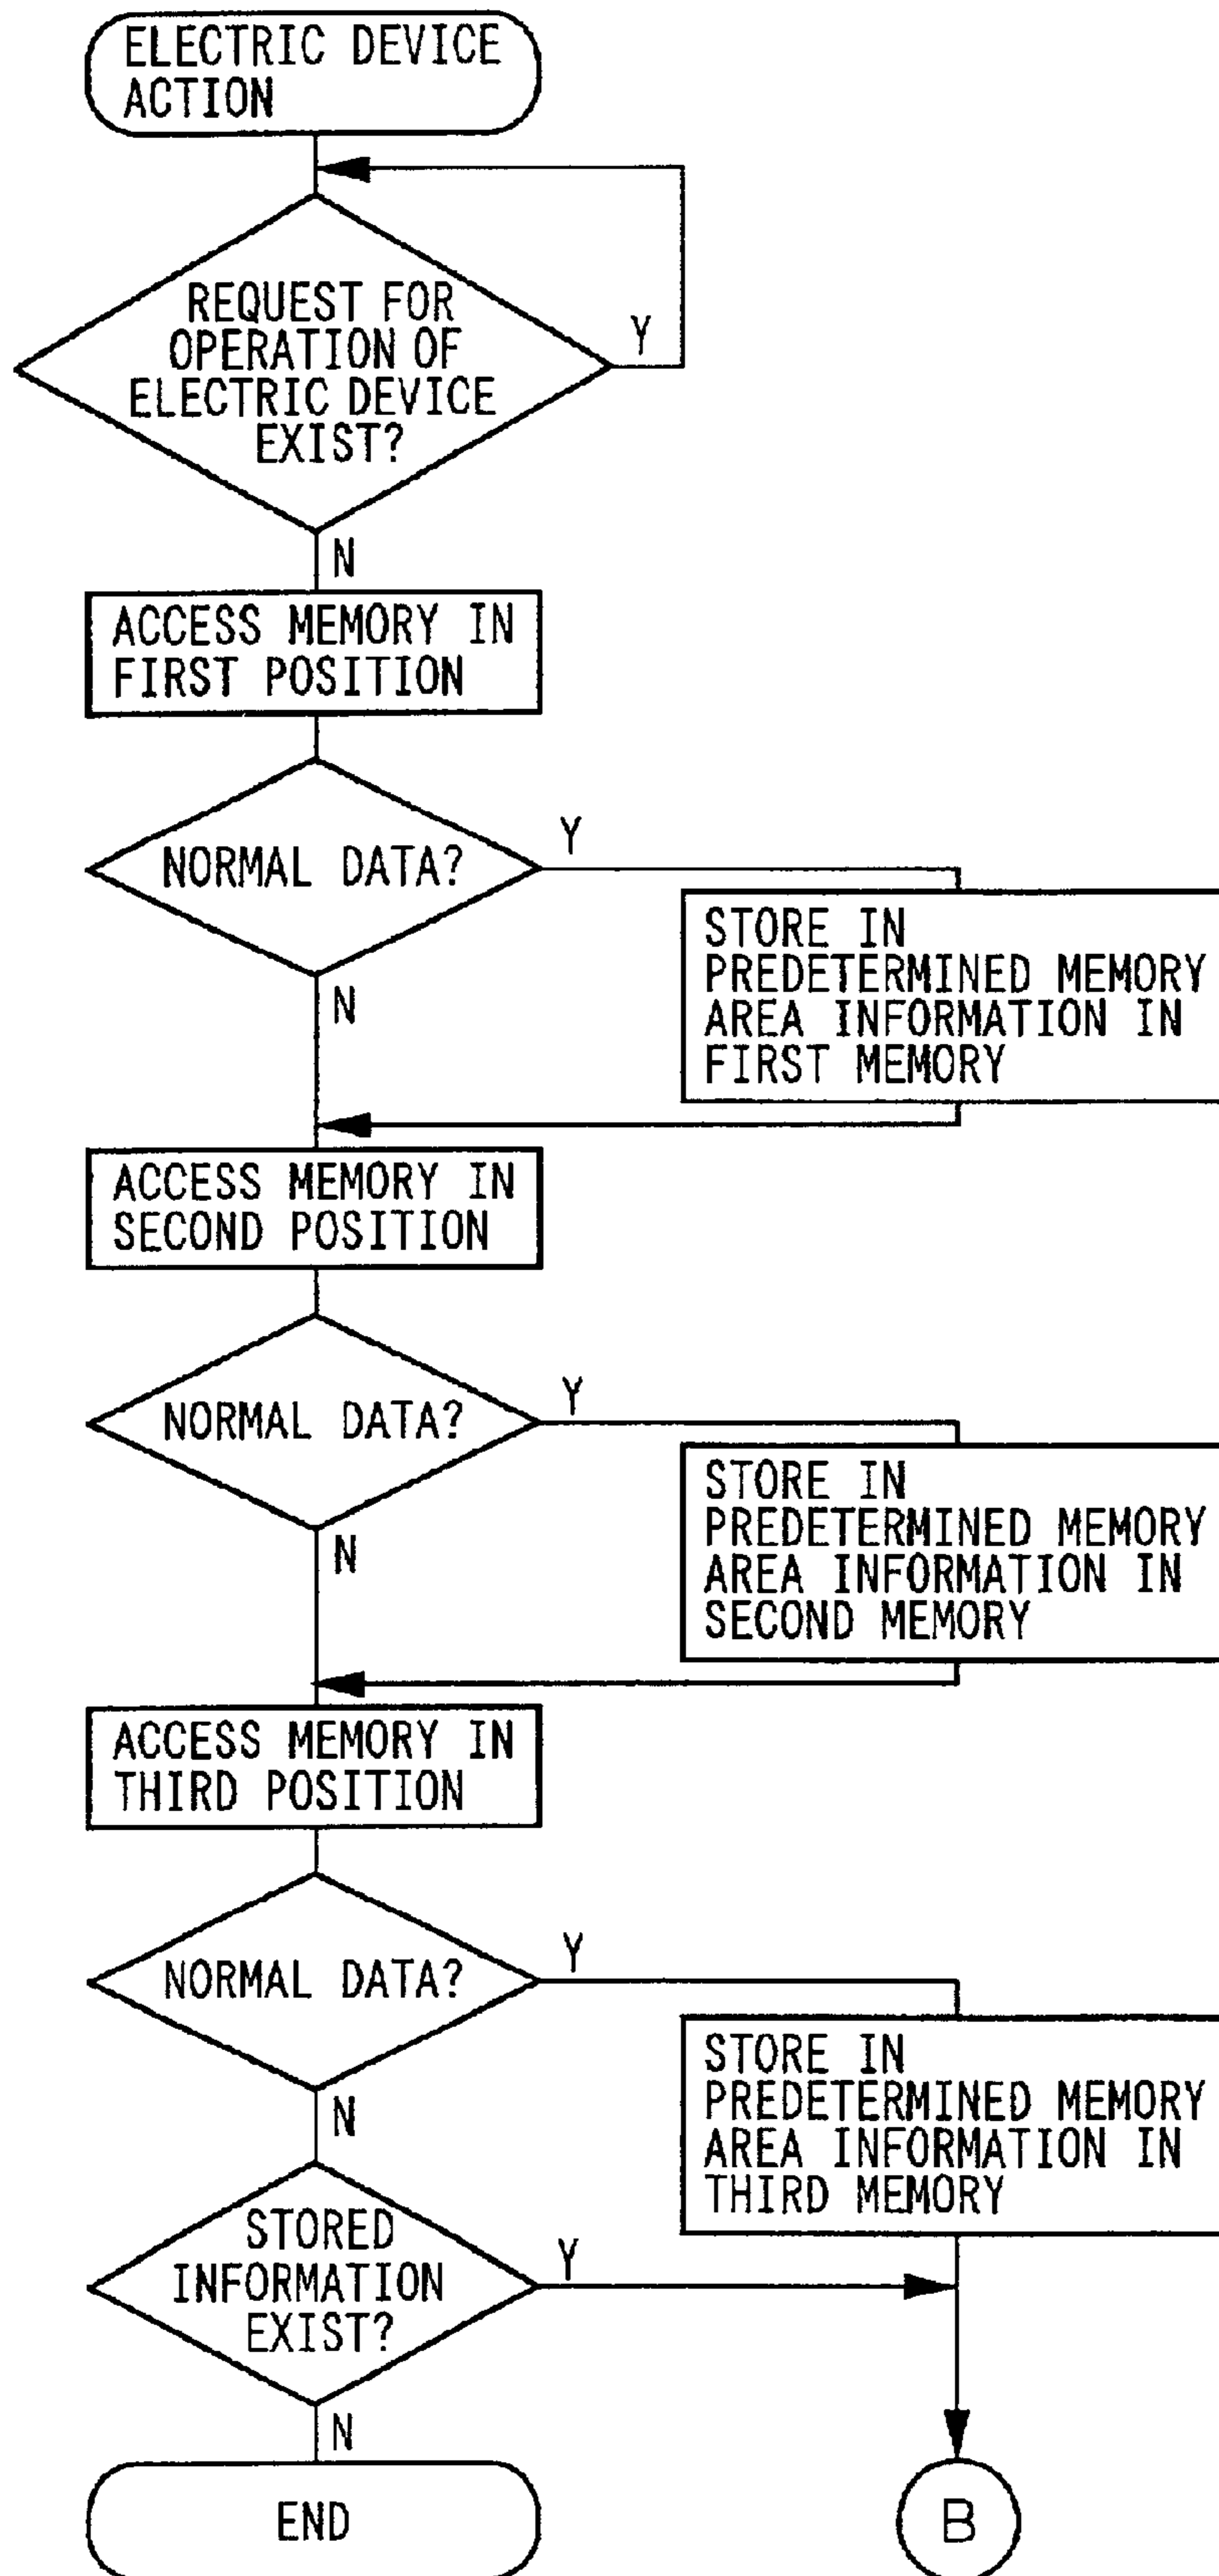 ELECTRIC DEVICE
ACTION
REQUEST FOR
OPERATION OF
ELECTRIC DEVICE
EXIST?
Y
N
ACCESS MEMORY IN
FIRST POSITION
NORMAL DATA?
Y
N
STORE IN
PREDETERMINED MEMORY
AREA INFORMATION IN
FIRST MEMORY
ACCESS MEMORY IN
SECOND POSITION
NORMAL DATA?
Y
N
STORE IN
PREDETERMINED MEMORY
AREA INFORMATION IN
SECOND MEMORY
ACCESS MEMORY IN
THIRD POSITION
NORMAL DATA?
Y
N
STORE IN
PREDETERMINED MEMORY
AREA INFORMATION IN
THIRD MEMORY
STORED
INFORMATION
EXIST?
Y
N
END
B